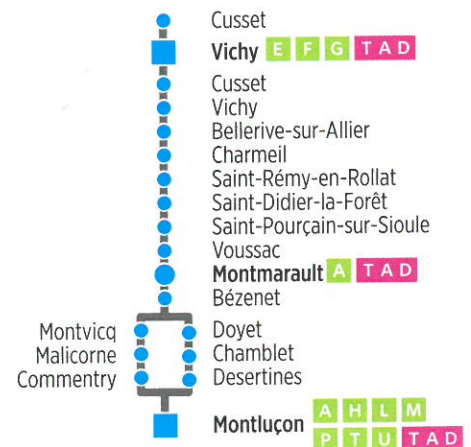 Cusset
Vichy E F G TAD
Cusset
Vichy
Bellerive-sur-Allier
Charmeil
Saint-Rémy-en-Rollat
Saint-Didier-la-Forêt
Saint-Pourçain-sur-Sioule
Voussac
Montmarault A TAD
Bézenet
Montvicq Doyet
Malicorne Chamblet
Commentry Desertines
Montluçon A H L M
P T U TAD